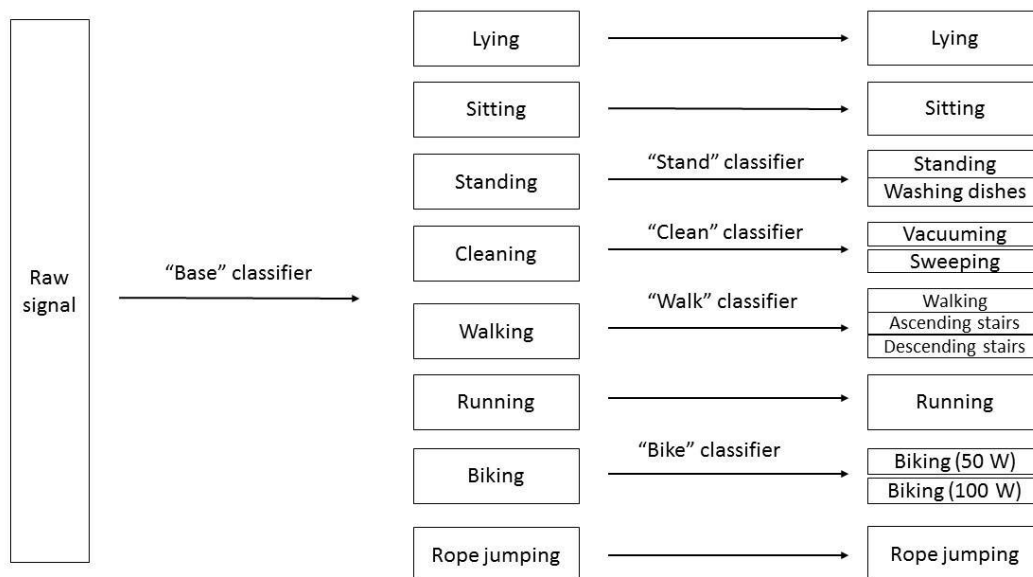 Raw
signal
“Base” classifier
Lying
Lying
Sitting
Sitting
Standing
“Stand” classifier
Standing
Washing dishes
Cleaning
“Clean” classifier
Vacuuming
Sweeping
Walking
“Walk” classifier
Walking
Ascending stairs
Descending stairs
Running
Running
Biking
“Bike” classifier
Biking (50 W)
Biking (100 W)
Rope jumping
Rope jumping